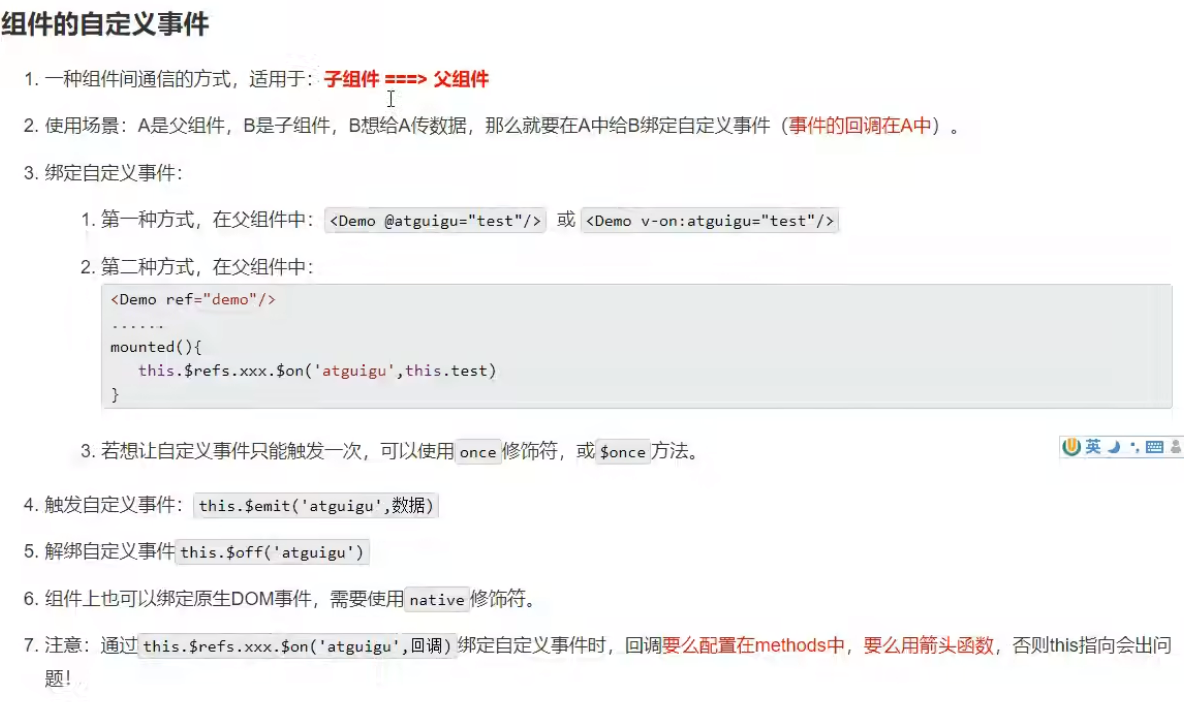 组件的自定义事件
1. 一种组件间通信的方式，适用于：子组件 ===> 父组件
2. 使用场景：A是父组件，B是子组件，B想给A传数据，那么就要在A中给B绑定自定义事件（事件的回调在A中）。
3. 绑定自定义事件：
1. 第一种方式，在父组件中：<Demo @atguigu="test"/> 或 <Demo v-on:atguigu="test"/>
2. 第二种方式，在父组件中：
<Demo ref="demo"/>
......
mounted(){
this.$refs.xxx.$on('atguigu',this.test)
}
3. 若想让自定义事件只能触发一次，可以使用once修饰符，或$once方法。
英
4. 触发自定义事件：this.$emit('atguigu',数据)
5. 解绑自定义事件this.$off('atguigu')
6. 组件上也可以绑定原生DOM事件，需要使用native修饰符。
7. 注意：通过this.$refs.xxx.$on('atguigu',回调)绑定自定义事件时，回调要么配置在methods中，要么用箭头函数，否则this指向会出问
题！